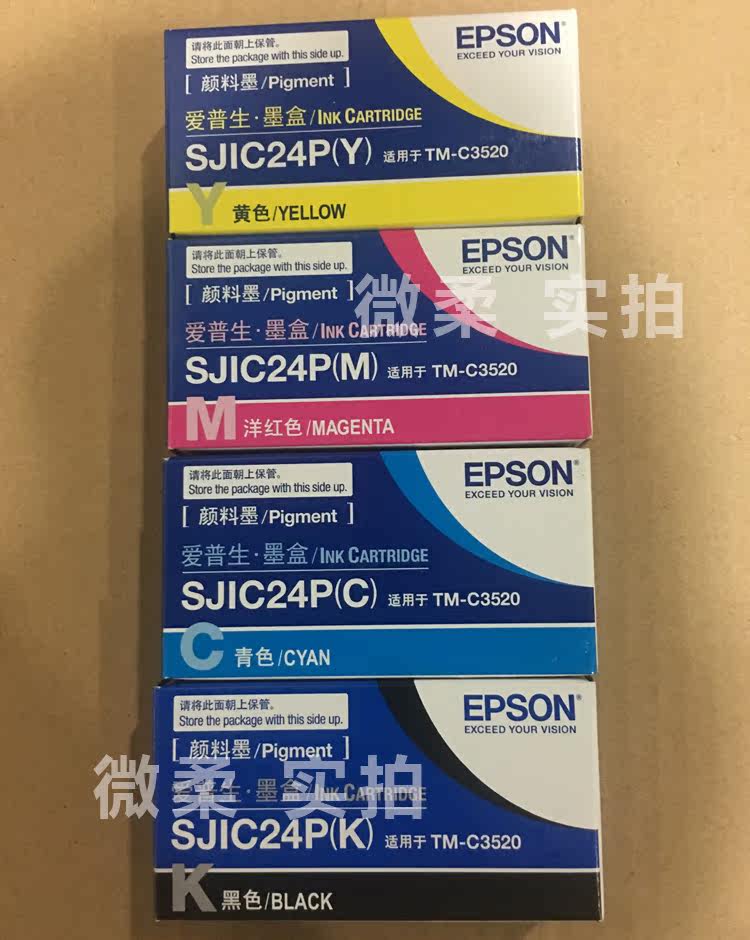 请将此面朝上保管。
Store the package with this side up.
EPSON®
EXCEED YOUR VISION
[ 颜料墨/Pigment ]
爱普生·墨盒/INK CARTRIDGE
SJIC24P(Y) 适用于 TM-C3520
Y 黄色/YELLOW
请将此面朝上保管。
Store the package with this side up.
EPSON®
EXCEED YOUR VISION
[ 颜料墨/Pigment ]
微柔 实拍
爱普生·墨盒/INK CARTRIDGE
SJIC24P(M) 适用于 TM-C3520
M 洋红色/MAGENTA
请将此面朝上保管。
Store the package with this side up.
EPSON®
EXCEED YOUR VISION
[ 颜料墨/Pigment ]
爱普生·墨盒/INK CARTRIDGE
SJIC24P(C) 适用于 TM-C3520
C 青色/CYAN
请将此面朝上保管。
Store the package with this side up.
EPSON®
EXCEED YOUR VISION
[ 颜料墨/Pigment ]
微柔 实拍
爱普生·墨盒/INK CARTRIDGE
SJIC24P(K) 适用于 TM-C3520
K 黑色/BLACK